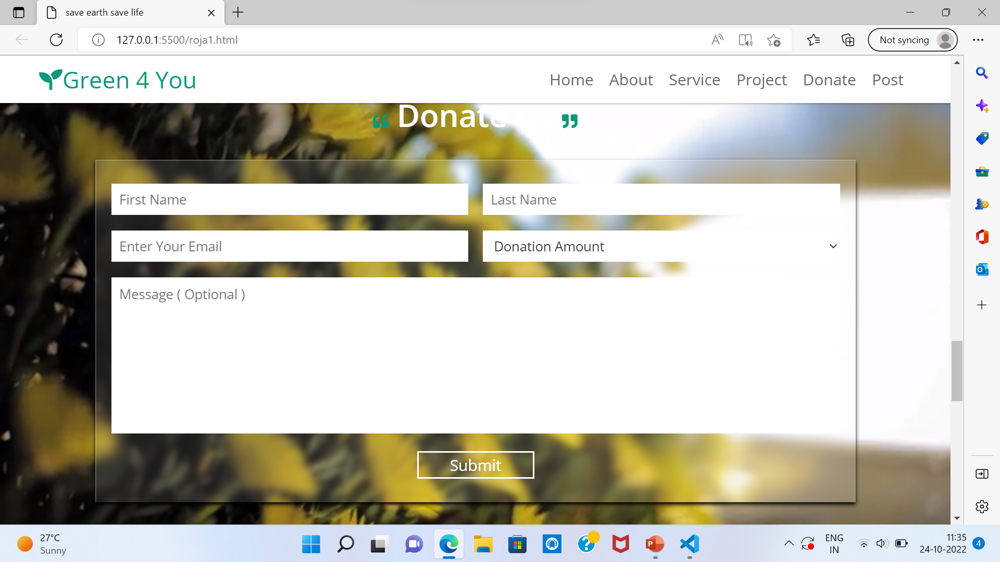 save earth save life
127.0.0.1:5500/roja1.html
Not syncing
Green 4 You
Home About Service Project Donate Post
“ Donate ”
First Name
Last Name
Enter Your Email
Donation Amount
Message ( Optional )
Submit
27°C
Sunny
ENG
IN
11:35
24-10-2022
4